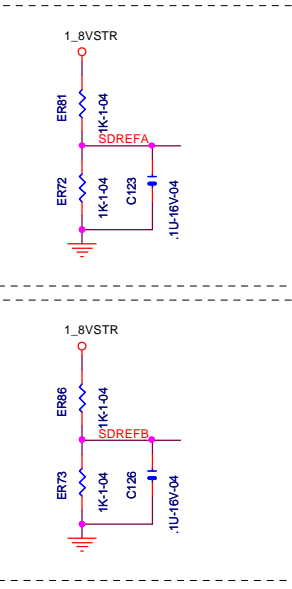 1_8VSTR
ER81
1K-1-04
SDREFA
ER72
1K-1-04
C123
.1U-16V-04
1_8VSTR
ER86
1K-1-04
SDREFB
ER73
1K-1-04
C126
.1U-16V-04